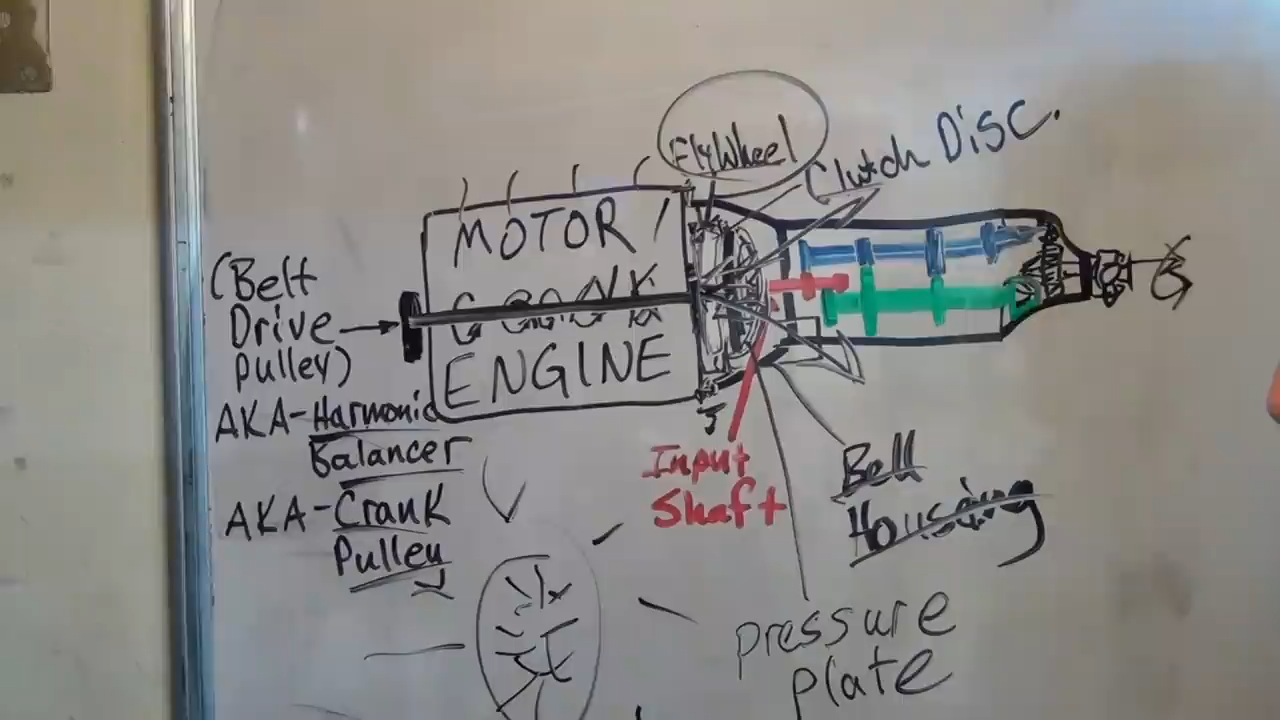 FlyWheel
Clutch DISC.
MOTOR /
CRANK
ENGINE
(Belt
Drive
pulley)
AKA-Harmonic
Balancer
AKA-Crank
Pulley
Input
Shaft
Bell
Housing
pressure
plate